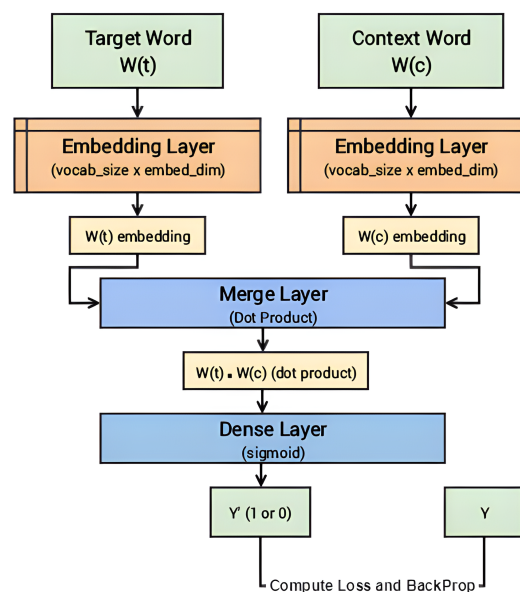 Target Word
W(t)
Context Word
W(c)
Embedding Layer
(vocab_size x embed_dim)
Embedding Layer
(vocab_size x embed_dim)
W(t) embedding
W(c) embedding
Merge Layer
(Dot Product)
W(t) . W(c) (dot product)
Dense Layer
(sigmoid)
Y' (1 or 0)
Y
Compute Loss and BackProp